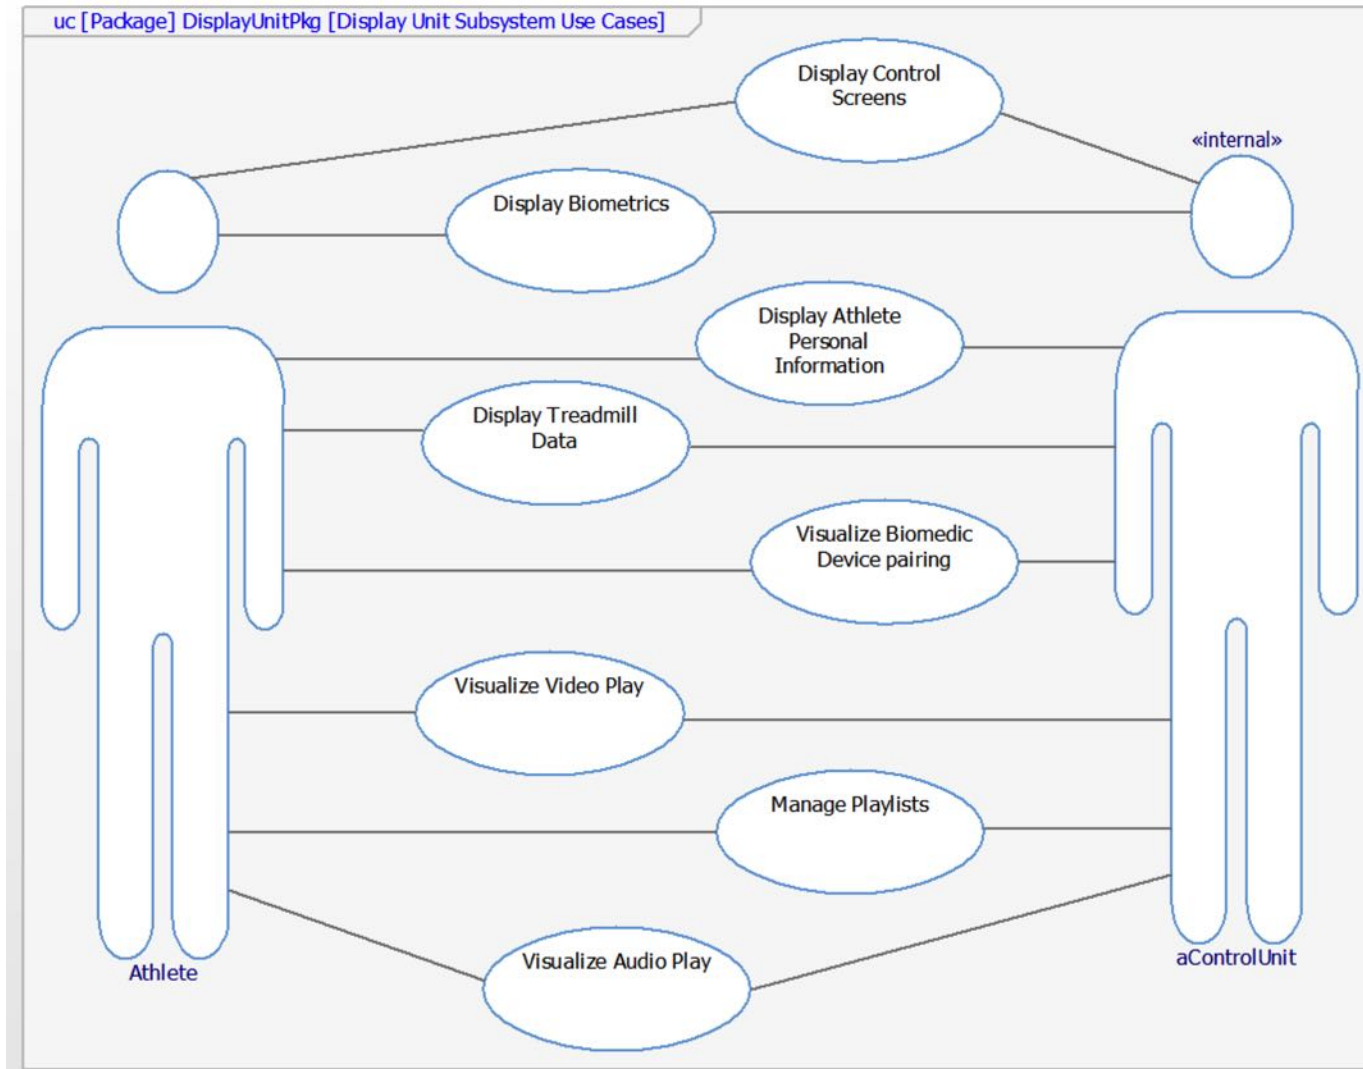 uc [Package] DisplayUnitPkg [Display Unit Subsystem Use Cases]
Display Control
Screens
«internal»
Display Biometrics
Display Athlete
Personal
Information
Display Treadmill
Data
Visualize Biomedic
Device pairing
Visualize Video Play
Manage Playlists
Visualize Audio Play
Athlete
aControlUnit